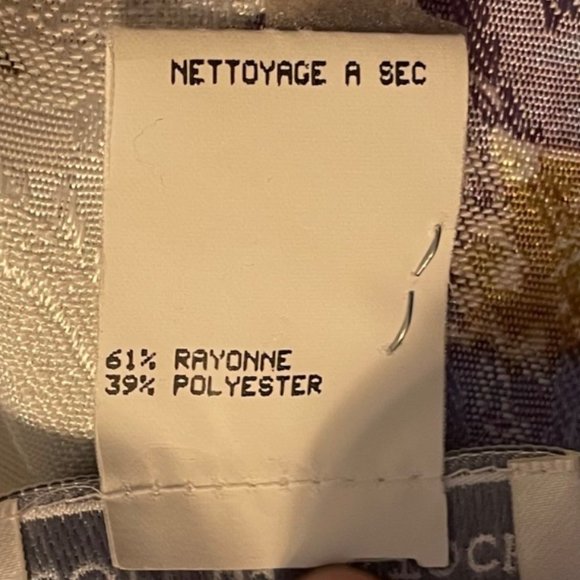 NETTOYAGE A SEC
61% RAYONNE
39% POLYESTER